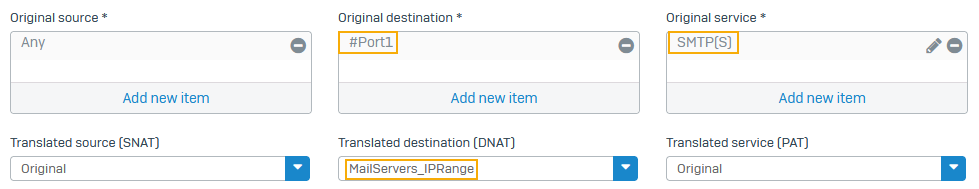 Original source * Original destination * Original service *
Any #Port1 SMTP(S)
Add new item Add new item Add new item
Translated source (SNAT) Translated destination (DNAT) Translated service (PAT)
Original MailServers_IPRange Original